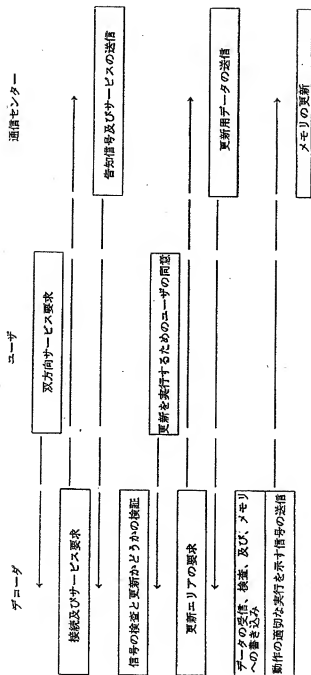 デコーダ
ユーザ
通信センター
双方向サービス要求
接続及びサービス要求
告知信号及びサービスの送信
信号の検査と更新かどうかの検証
更新を実行するためのユーザの同意
更新エリアの要求
更新用データの送信
データの受信、検査、及び、メモリ
への書き込み
動作の適切な実行を示す信号の送信
メモリの更新